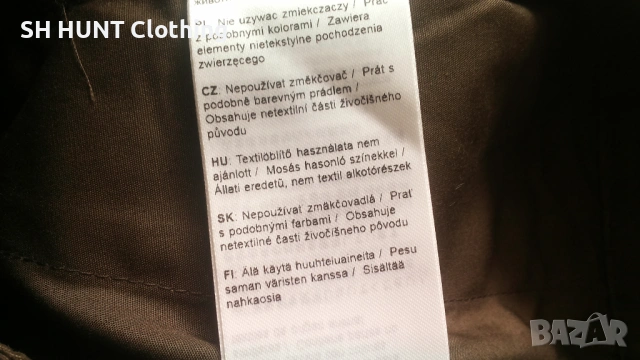 SH HUNT Clothing
PL: Nie używać zmiękczaczy / Prać
z podobnymi kolorami / Zawiera
elementy nietekstylne pochodzenia
zwierzęcego
CZ: Nepoužívat změkčovač / Prát s
podobně barevným prádlem /
Obsahuje netextilní části živočišného
původu
HU: Textilöblítő használata nem
ajánlott / Mosás hasonló színekkel /
Állati eredetű, nem textil alkotórészek
SK: Nepoužívať zmäkčovadlá / Prať
s podobnými farbami / Obsahuje
netextilné časti živočíšneho pôvodu
FI: Älä käytä huuhteluaineita / Pesu
saman väristen kanssa / Sisältää
nahkaosia
BAZAR
bg